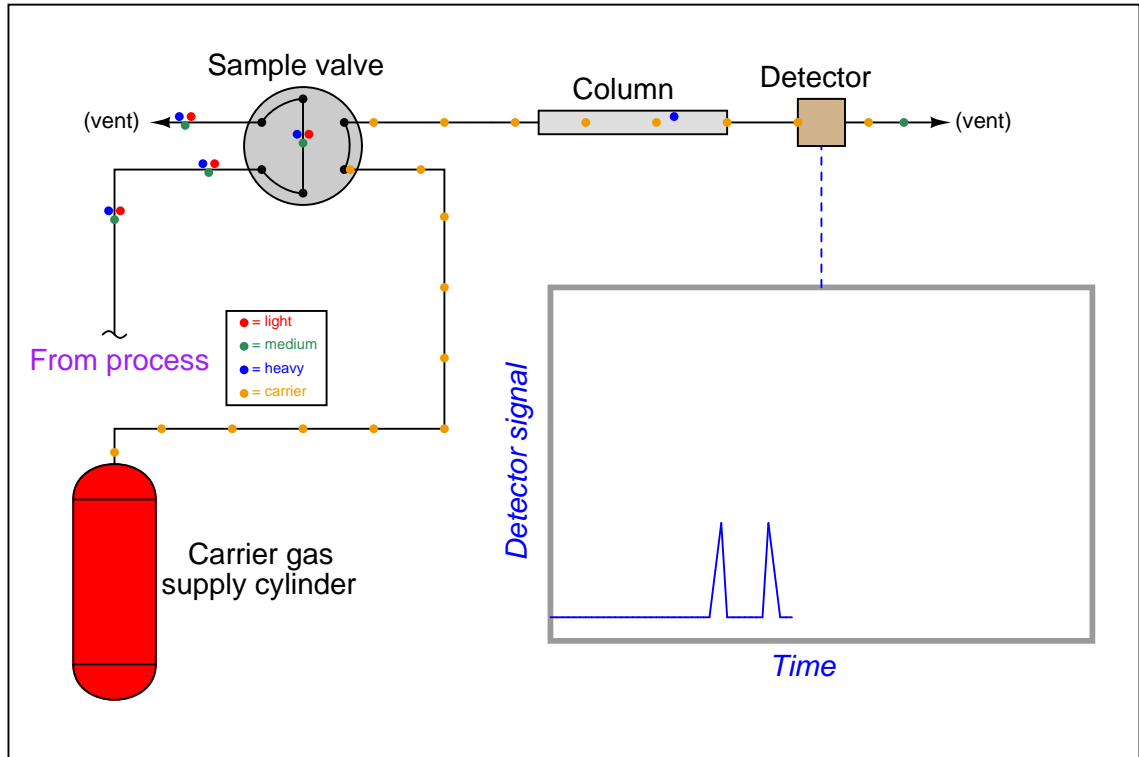 Sample valve
Column
Detector
(vent)
(vent)
From process
= light
= medium
= heavy
= carrier
Detector signal
Carrier gas
supply cylinder
Time